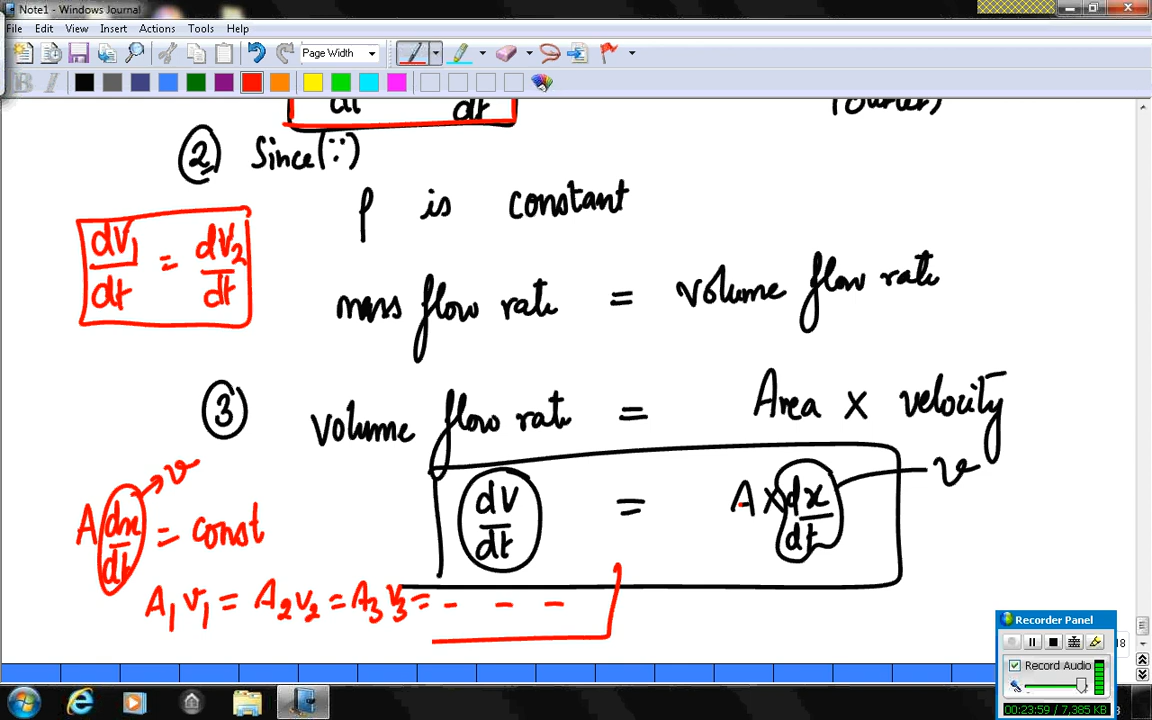 Note1 - Windows Journal
File Edit View Insert Actions Tools Help
Page Width
B I
dt dt
② Since(∵)
ρ is constant
dV₁/dt = dV₂/dt
mass flow rate = volume flow rate
③ volume flow rate = Area × velocity
dV/dt = A × dx/dt v
A dx/dt = const v
A₁v₁ = A₂v₂ = A₃v₃ = - - -
Recorder Panel
Record Audio
00:23:59 / 7,385 KB